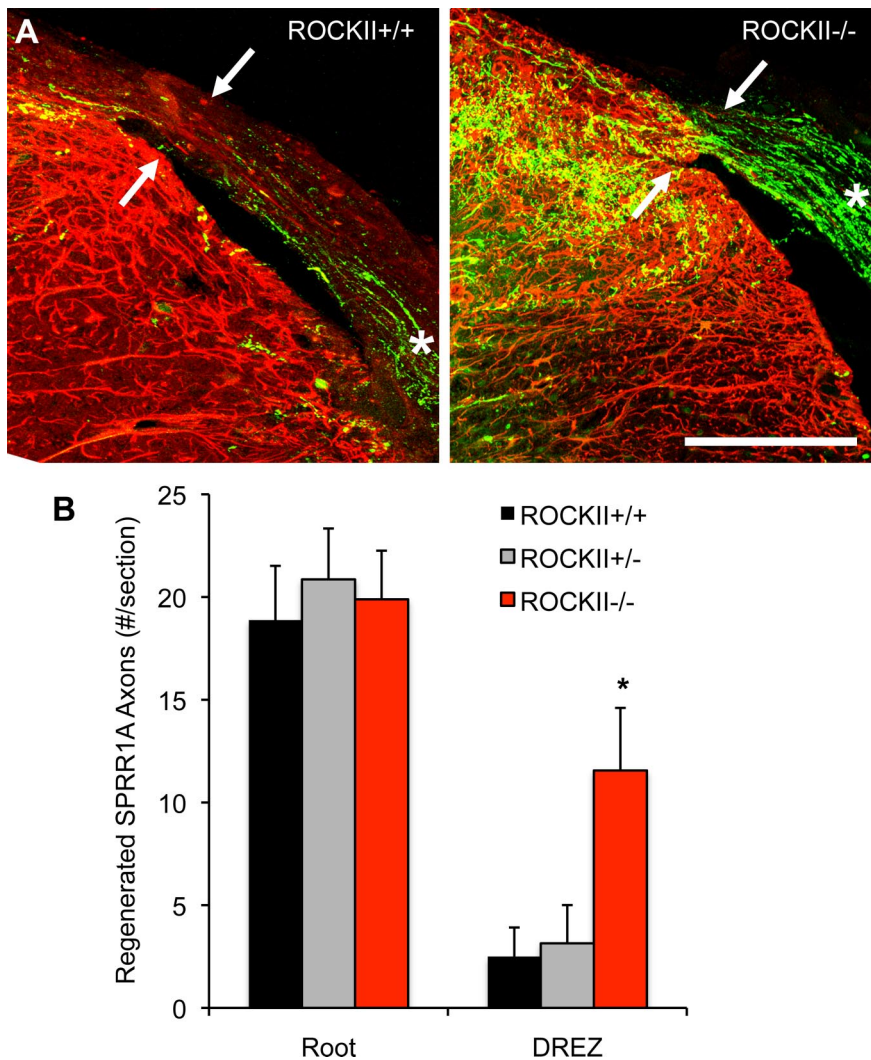 A
ROCKII+/+
ROCKII-/-
*
*
B
Regenerated SPRR1A Axons (#/section)
25
20
15
10
5
0
ROCKII+/+
ROCKII+/-
ROCKII-/-
*
Root
DREZ